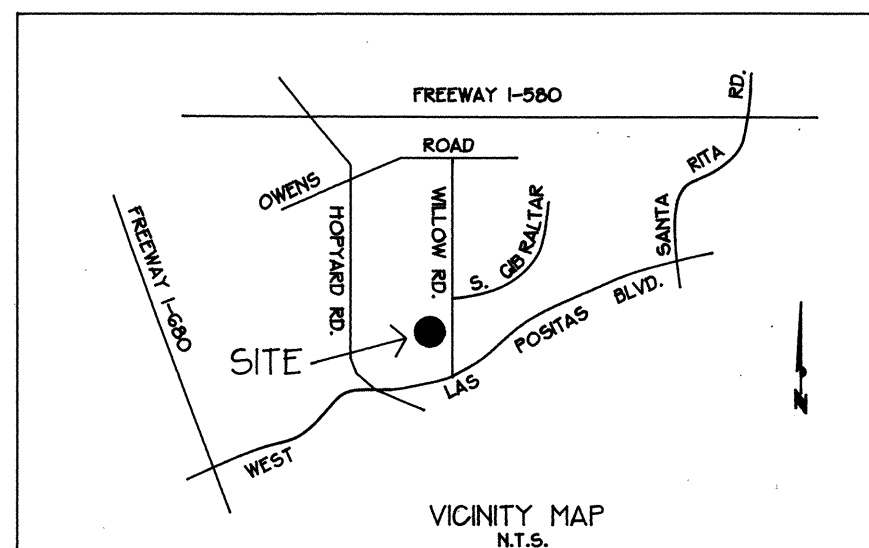 FREEWAY I-580
RD.
ROAD
RITA
OWENS
SANTA
HOPYARD RD.
WILLOW RD.
S. GIBRALTAR
FREEWAY I-680
SITE
WEST LAS POSITAS BLVD.
N
VICINITY MAP
N.T.S.